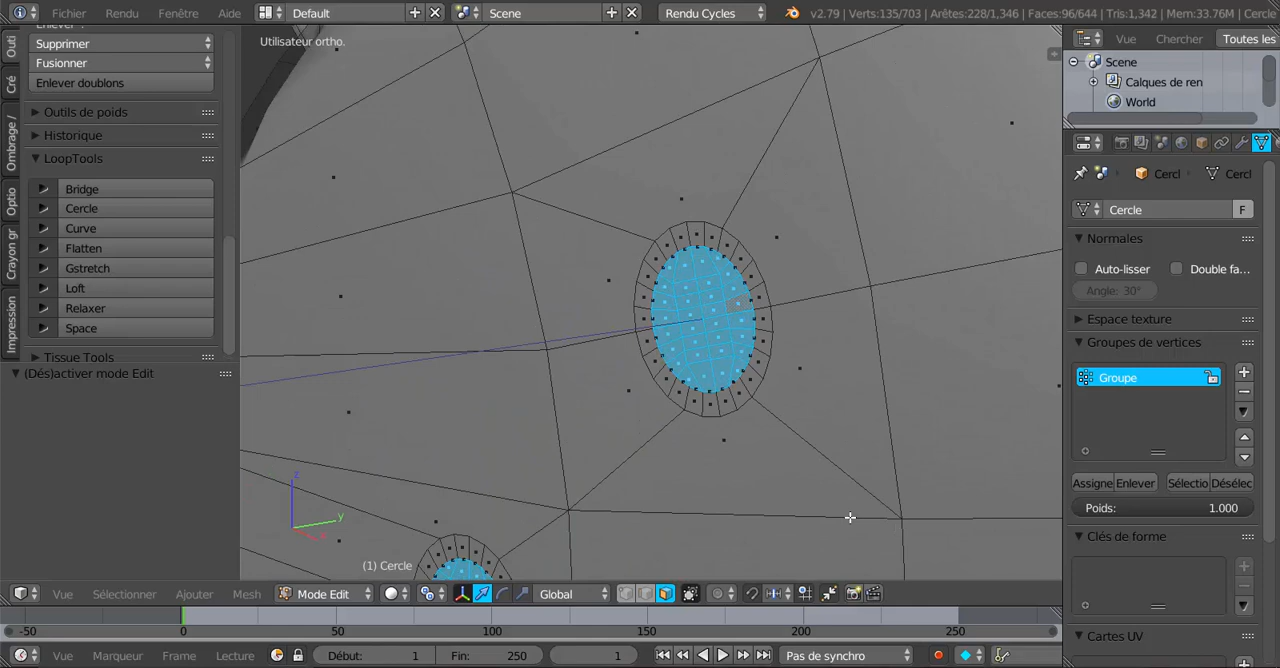 Fichier Rendu Fenêtre Aide Default Scene Rendu Cycles v2.79 | Verts:135/703 | Arêtes:228/1,346 | Faces:96/644 | Tris:1,342 | Mem:33.76M | Cercle
Outi
Cré
Ombrage /
Optio
Crayon gr
Impression
Supprimer
Fusionner
Enlever doublons
Outils de poids
Historique
LoopTools
Bridge
Cercle
Curve
Flatten
Gstretch
Loft
Relaxer
Space
Tissue Tools
(Dés)activer mode Edit
Utilisateur ortho.
z
y
x
(1) Cercle
Vue Sélectionner Ajouter Mesh Mode Edit Global
Vue Chercher Toutes les
Scene
Calques de ren
World
Cercl Cercl
Cercle F
Normales
Auto-lisser Double fa...
Angle: 30°
Espace texture
Groupes de vertices
Groupe
Assigne Enlever Sélectio Désélec
Poids: 1.000
Clés de forme
Cartes UV
-50 0 50 100 150 200 250
Vue Marqueur Frame Lecture Début: 1 Fin: 250 1 Pas de synchro